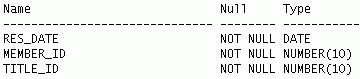 Name Null Type
------------------------------ -------- ----------
RES_DATE NOT NULL DATE
MEMBER_ID NOT NULL NUMBER(10)
TITLE_ID NOT NULL NUMBER(10)